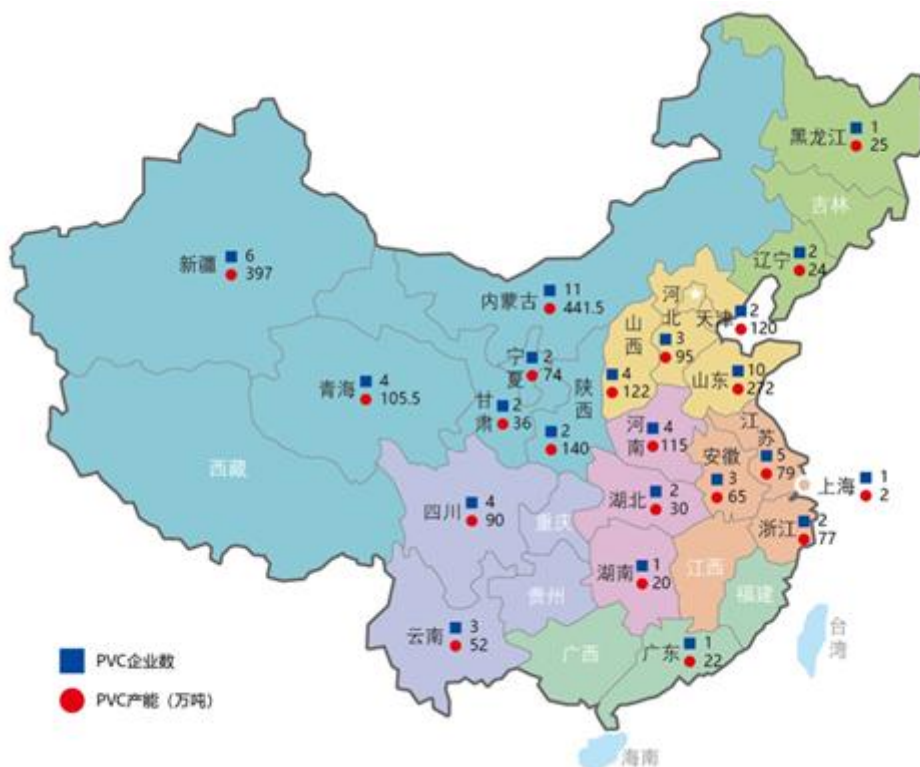 黑龙江
1
25
吉林
辽宁
2
24
新疆
6
397
内蒙古
11
441.5
河北
3
95
天津
2
120
山西
4
122
山东
10
272
宁夏
2
74
青海
4
105.5
甘肃
2
36
陕西
2
140
河南
4
115
江苏
5
79
安徽
3
65
上海
1
2
西藏
四川
4
90
重庆
湖北
2
30
浙江
2
77
湖南
1
20
江西
贵州
福建
云南
3
52
广西
广东
1
22
台湾
海南
PVC企业数
PVC产能（万吨）